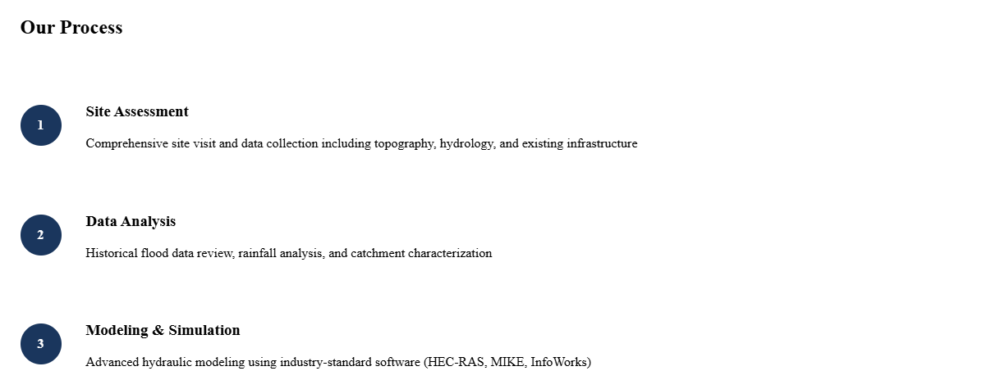 Our Process
1
Site Assessment
Comprehensive site visit and data collection including topography, hydrology, and existing infrastructure
2
Data Analysis
Historical flood data review, rainfall analysis, and catchment characterization
3
Modeling & Simulation
Advanced hydraulic modeling using industry-standard software (HEC-RAS, MIKE, InfoWorks)